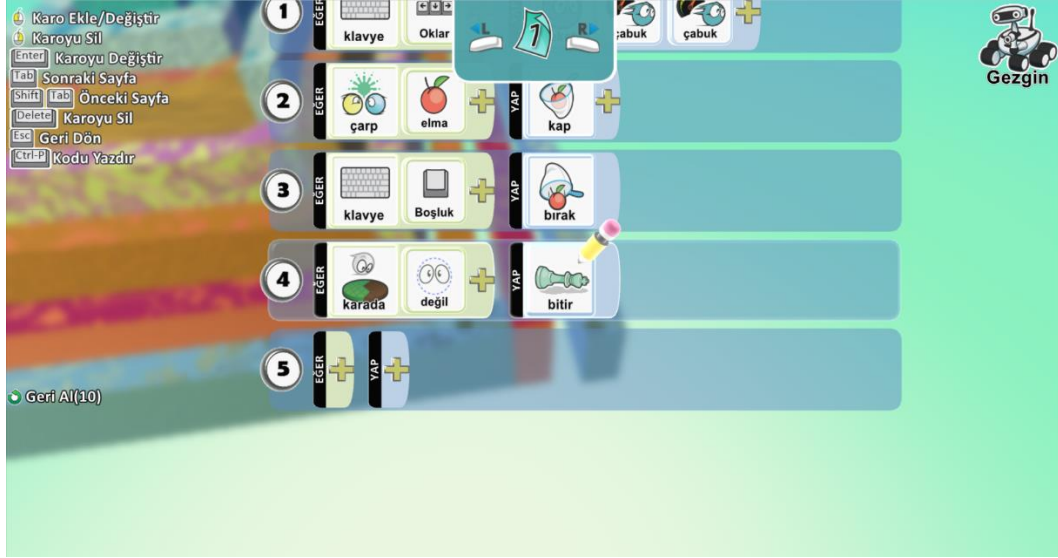 Karo Ekle/Değiştir
Karoyu Sil
Enter Karoyu Değiştir
Tab Sonraki Sayfa
Shift Tab Önceki Sayfa
Delete Karoyu Sil
Esc Geri Dön
Ctrl-P Kodu Yazdır
Geri Al(10)
1 EĞER klavye Oklar L 1 R çabuk çabuk
2 EĞER çarp elma YAP kap
3 EĞER klavye Boşluk YAP bırak
4 EĞER karada değil YAP bitir
5 EĞER YAP
Gezgin